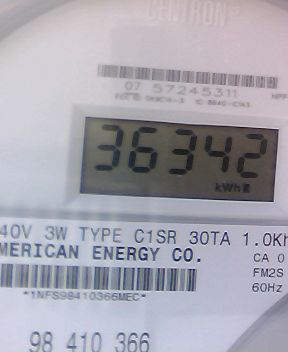 CENTRON®
07 57245311
36342
kWh
40V 3W TYPE C1SR 30TA 1.0Kh
MERICAN ENERGY CO.
CA 0
FM2S
60Hz
*1NFS98410366MEC*
98 410 366